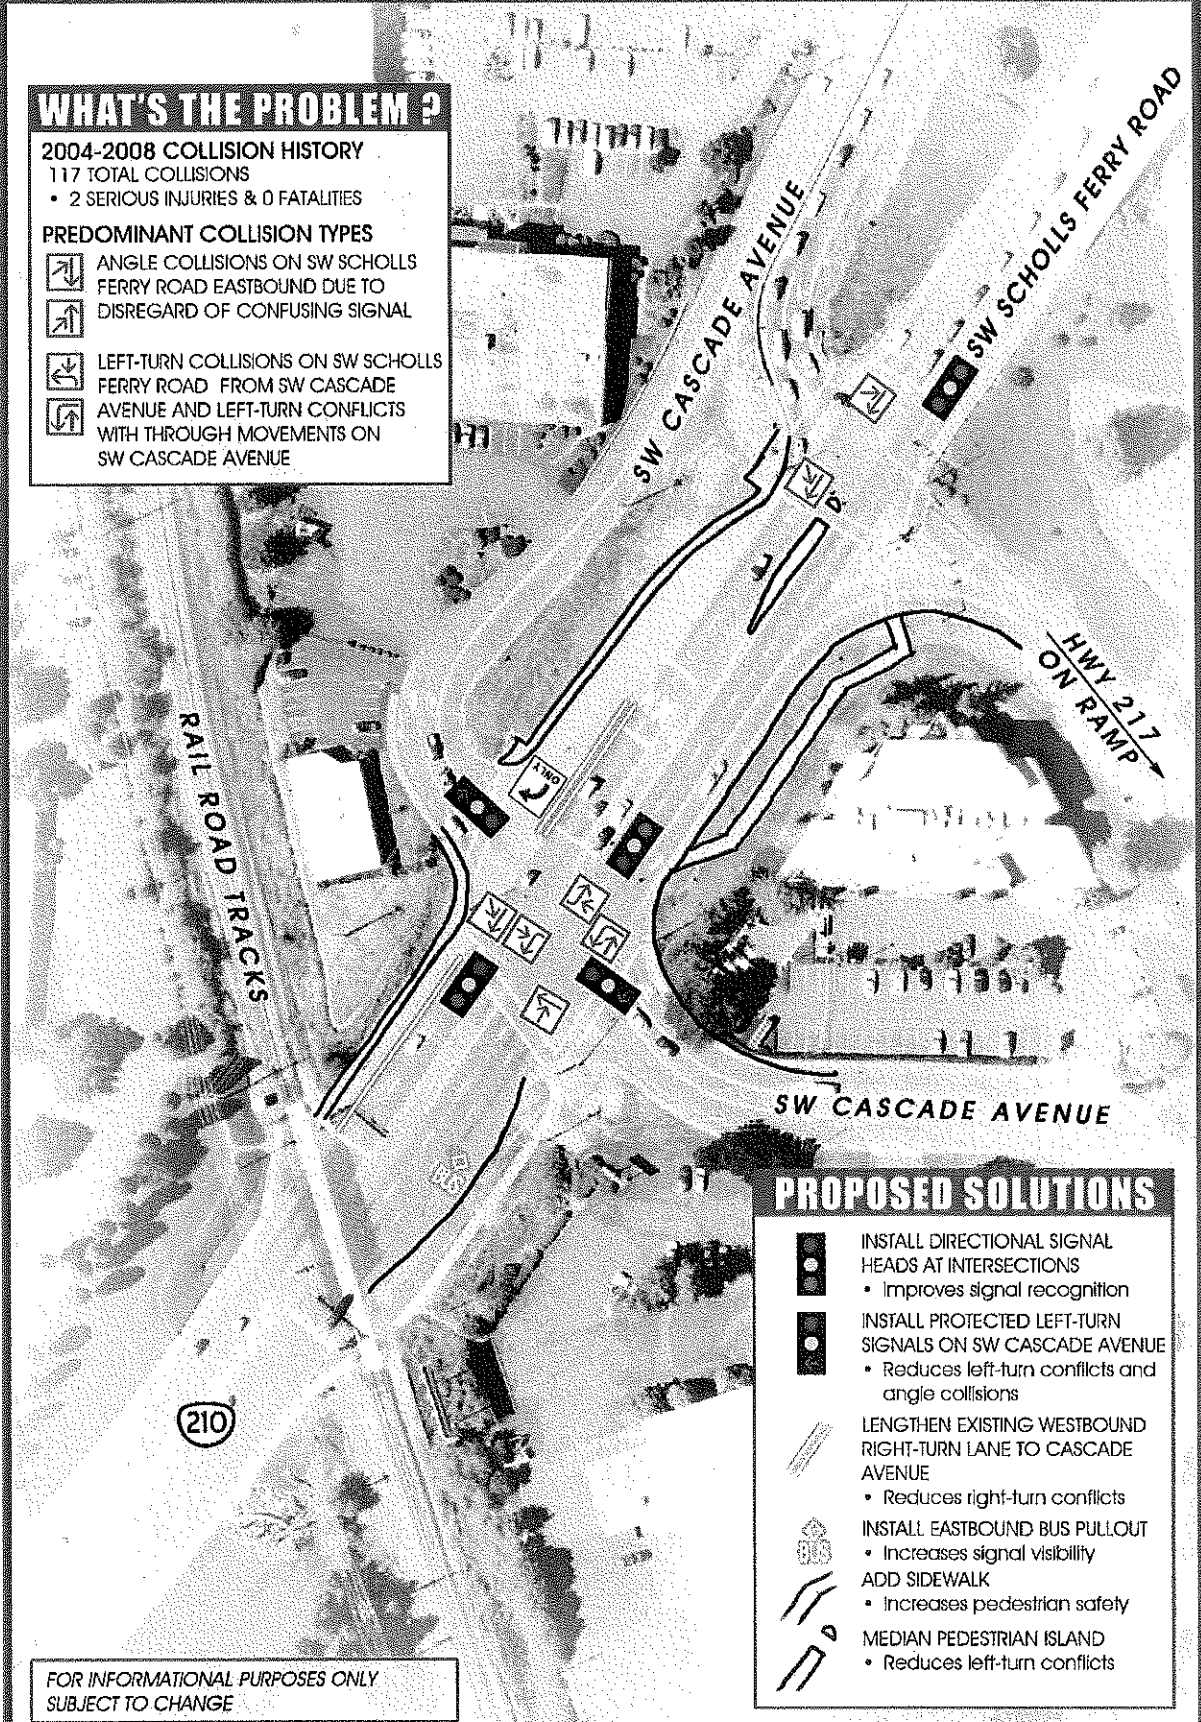 WHAT'S THE PROBLEM ?
2004-2008 COLLISION HISTORY
117 TOTAL COLLISIONS
• 2 SERIOUS INJURIES & 0 FATALITIES
PREDOMINANT COLLISION TYPES
ANGLE COLLISIONS ON SW SCHOLLS
FERRY ROAD EASTBOUND DUE TO
DISREGARD OF CONFUSING SIGNAL
LEFT-TURN COLLISIONS ON SW SCHOLLS
FERRY ROAD FROM SW CASCADE
AVENUE AND LEFT-TURN CONFLICTS
WITH THROUGH MOVEMENTS ON
SW CASCADE AVENUE
SW CASCADE AVENUE
SW SCHOLLS FERRY ROAD
HWY 217
ON RAMP
RAIL ROAD TRACKS
ONLY
SW CASCADE AVENUE
BUS
210
PROPOSED SOLUTIONS
INSTALL DIRECTIONAL SIGNAL
HEADS AT INTERSECTIONS
• Improves signal recognition
INSTALL PROTECTED LEFT-TURN
SIGNALS ON SW CASCADE AVENUE
• Reduces left-turn conflicts and
angle collisions
LENGTHEN EXISTING WESTBOUND
RIGHT-TURN LANE TO CASCADE
AVENUE
• Reduces right-turn conflicts
BUS
INSTALL EASTBOUND BUS PULLOUT
• Increases signal visibility
ADD SIDEWALK
• Increases pedestrian safety
MEDIAN PEDESTRIAN ISLAND
• Reduces left-turn conflicts
FOR INFORMATIONAL PURPOSES ONLY
SUBJECT TO CHANGE